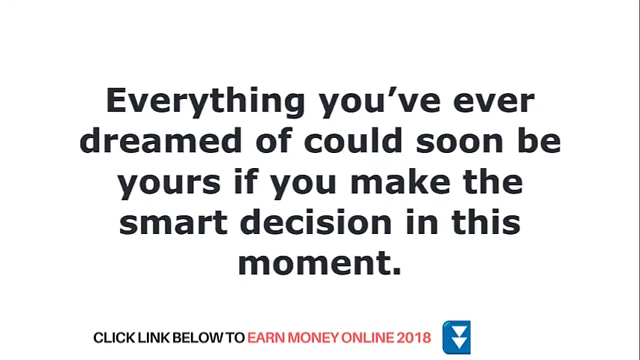 Everything you’ve ever
dreamed of could soon be
yours if you make the
smart decision in this
moment.
CLICK LINK BELOW TO EARN MONEY ONLINE 2018